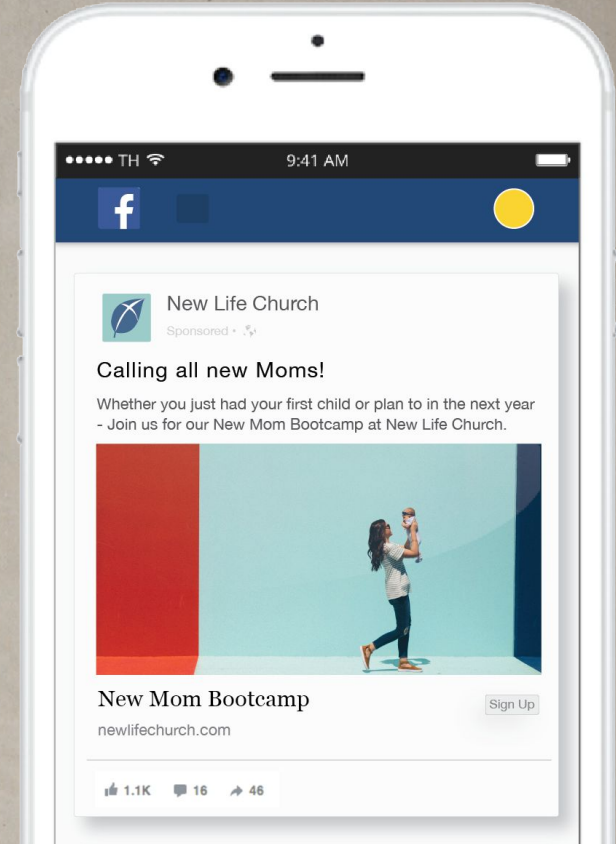 TH 9:41 AM
f
New Life Church
Sponsored •
Calling all new Moms!
Whether you just had your first child or plan to in the next year
- Join us for our New Mom Bootcamp at New Life Church.
New Mom Bootcamp
Sign Up
newlifechurch.com
1.1K 16 46